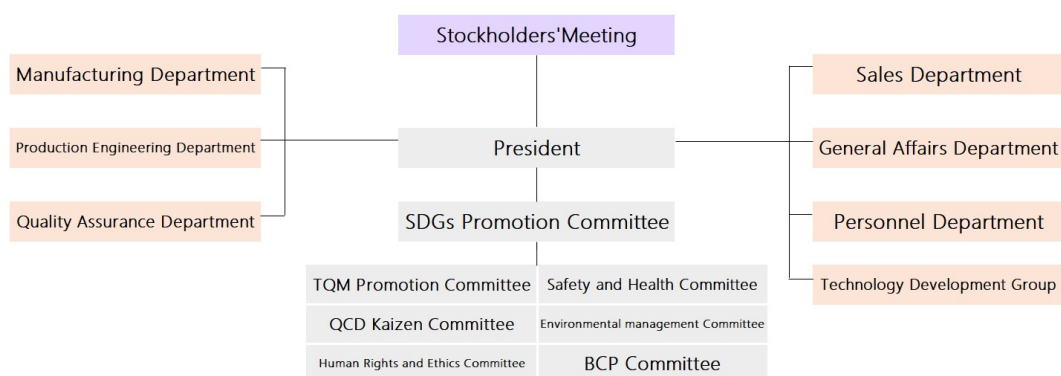 Stockholders'Meeting
Manufacturing Department
Sales Department
Production Engineering Department
President
General Affairs Department
Quality Assurance Department
SDGs Promotion Committee
Personnel Department
TQM Promotion Committee
Safety and Health Committee
Technology Development Group
QCD Kaizen Committee
Environmental management Committee
Human Rights and Ethics Committee
BCP Committee